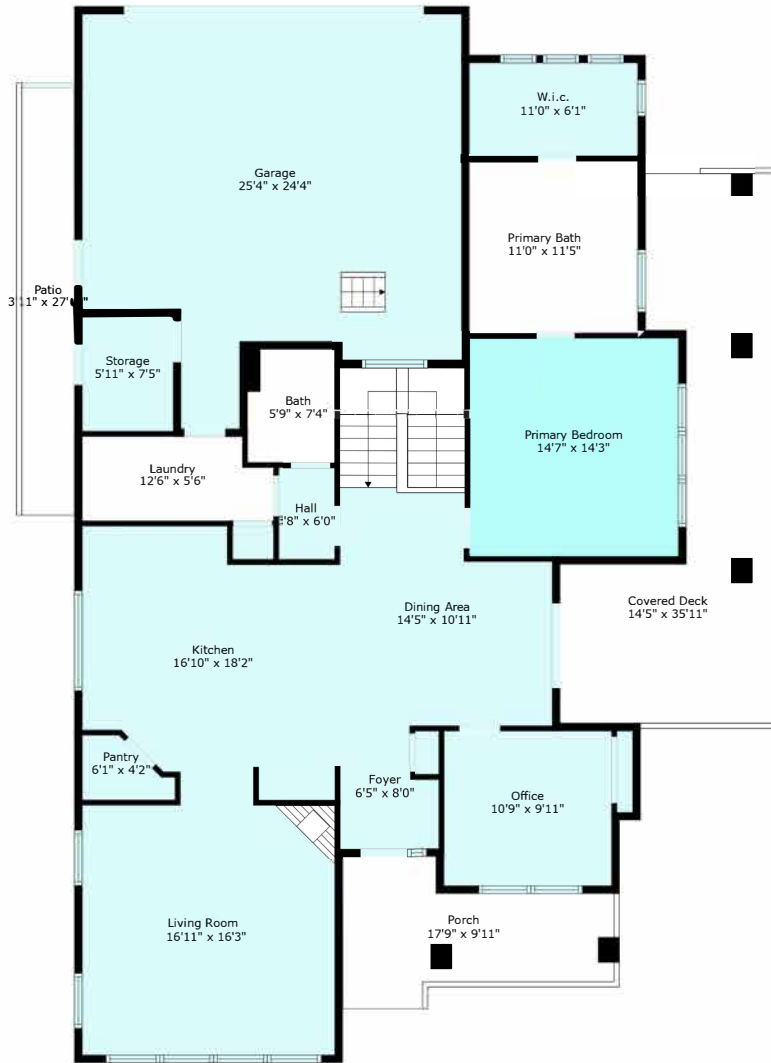 W.i.c.
11'0" x 6'1"
Garage
25'4" x 24'4"
Primary Bath
11'0" x 11'5"
Patio
3'11" x 27'
Storage
5'11" x 7'5"
Bath
5'9" x 7'4"
Primary Bedroom
14'7" x 14'3"
Laundry
12'6" x 5'6"
Hall
8" x 6'0"
Covered Deck
14'5" x 35'11"
Dining Area
14'5" x 10'11"
Kitchen
16'10" x 18'2"
Pantry
6'1" x 4'2"
Foyer
6'5" x 8'0"
Office
10'9" x 9'11"
Living Room
16'11" x 16'3"
Porch
17'9" x 9'11"